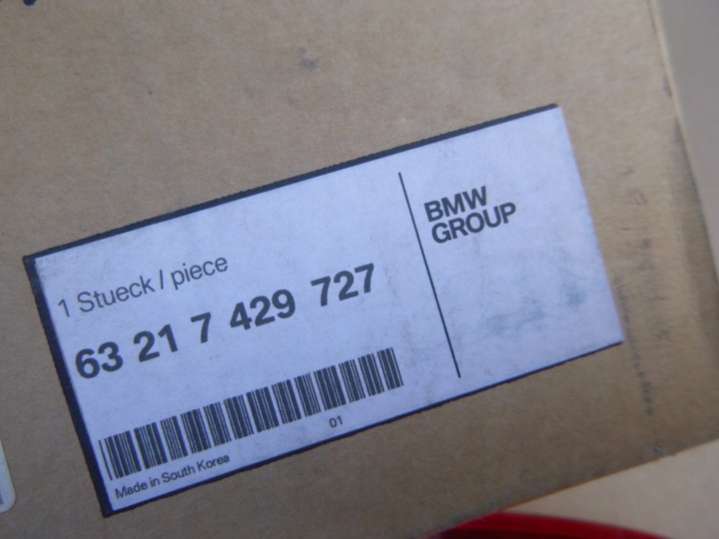 1 Stueck / piece
63 21 7 429 727
01
Made in South Korea
BMW
GROUP